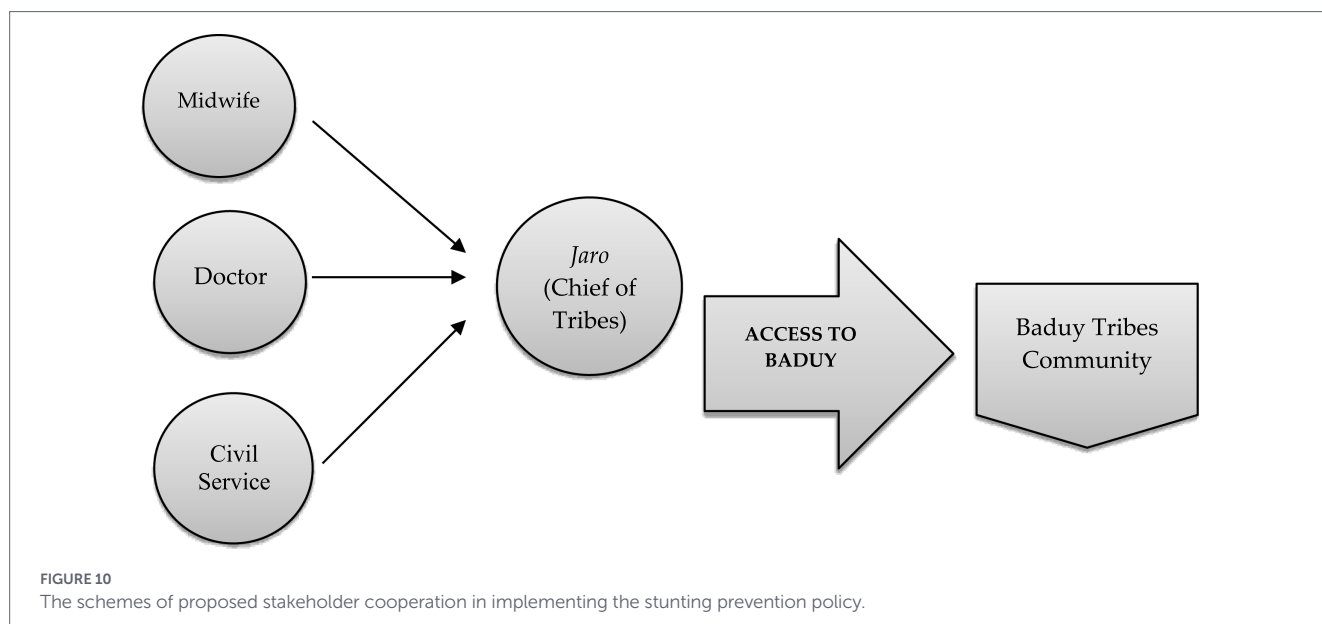 Midwife
Doctor
Civil
Service
Jaro
(Chief of
Tribes)
ACCESS TO
BADUY
Baduy Tribes
Community
FIGURE 10
The schemes of proposed stakeholder cooperation in implementing the stunting prevention policy.